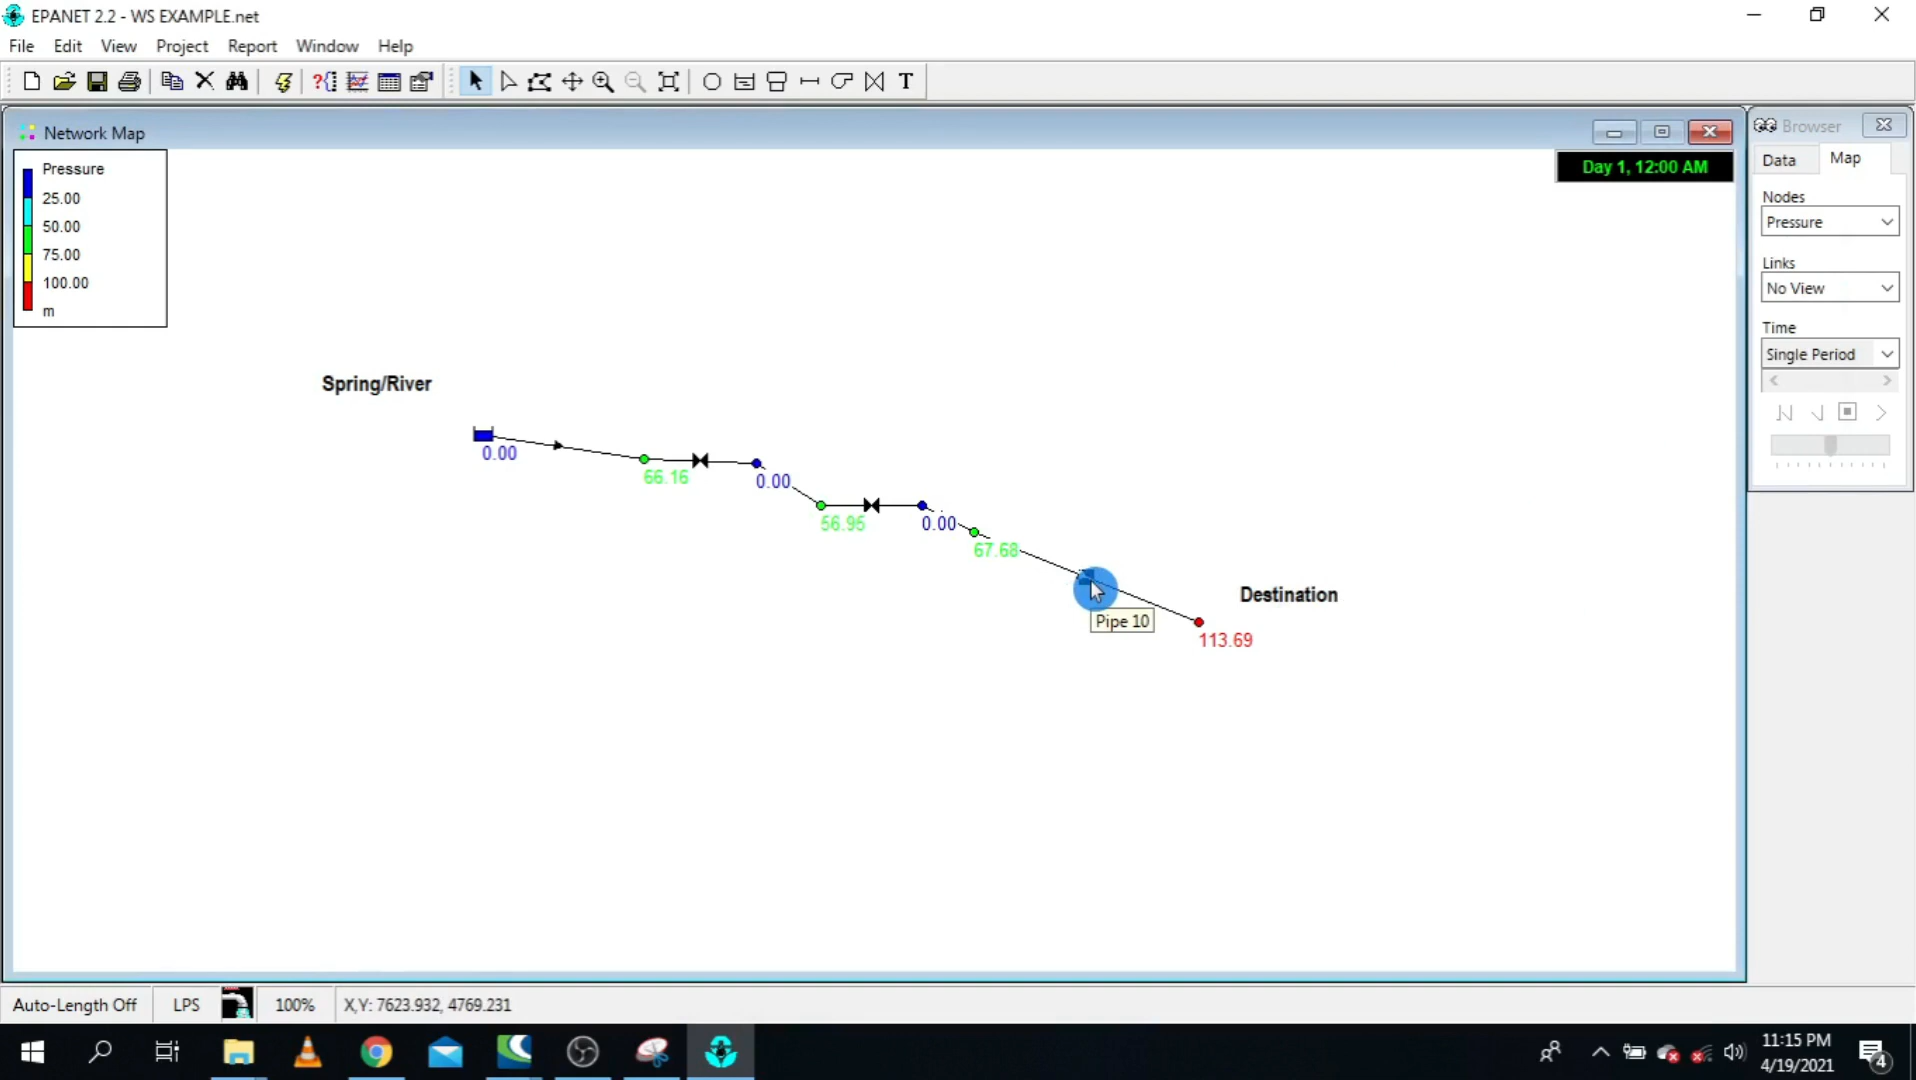 EPANET 2.2 - WS EXAMPLE.net
File Edit View Project Report Window Help
T
Network Map
Pressure
25.00
50.00
75.00
100.00
m
Day 1, 12:00 AM
Browser
Data Map
Nodes
Pressure
Links
No View
Time
Single Period
Spring/River
0.00
66.16
0.00
56.95
0.00
67.68
Pipe 10
Destination
113.69
Auto-Length Off LPS 100% X,Y: 7623.932, 4769.231
11:15 PM
4/19/2021
4